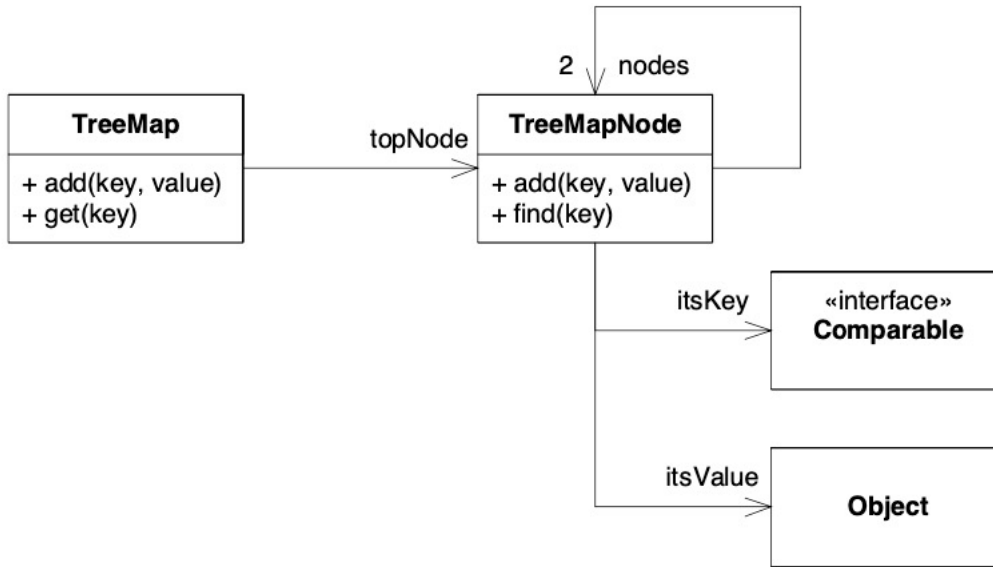 2 nodes
TreeMap
+ add(key, value)
+ get(key)
topNode
TreeMapNode
+ add(key, value)
+ find(key)
itsKey
«interface»
Comparable
itsValue
Object